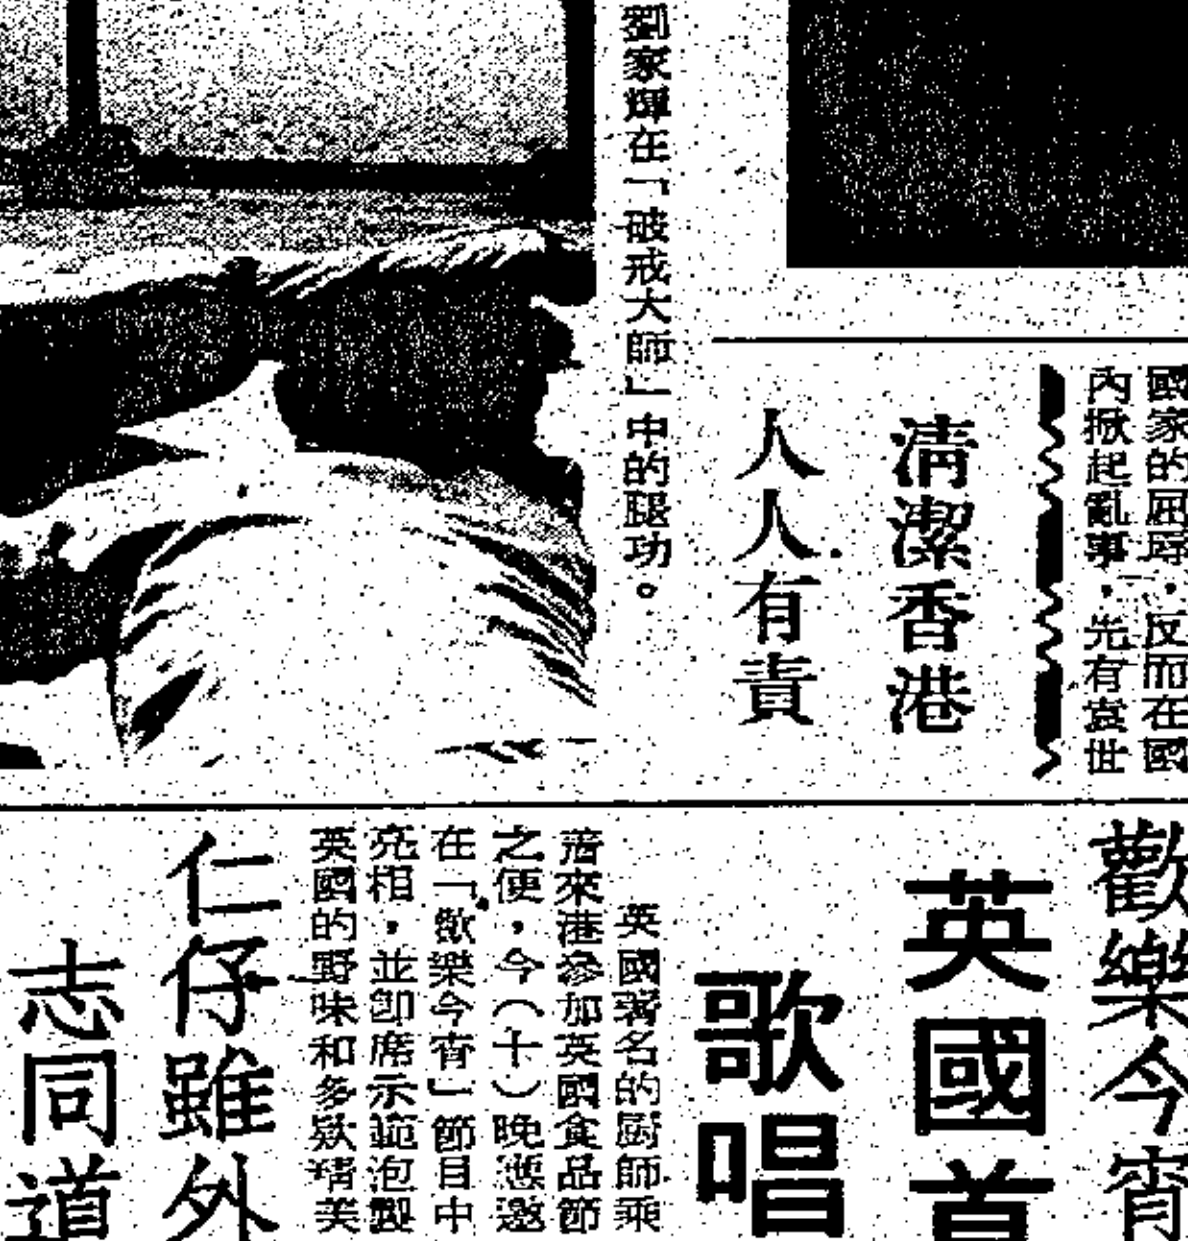 國家的屈辱，反而在國
內掀起亂事，先有袁世
清潔香港
人人有責
劉家輝在「破戒大師」中的腿功。
歡樂今宵
英國首
歌唱
英國著名的厨師乘
著來港參加英國食品節
之便，今（十）晚應邀
在「歡樂今宵」節目中
亮相，並卽席示範泡製
英國的野味和多款精美
仁仔雖外
志同道